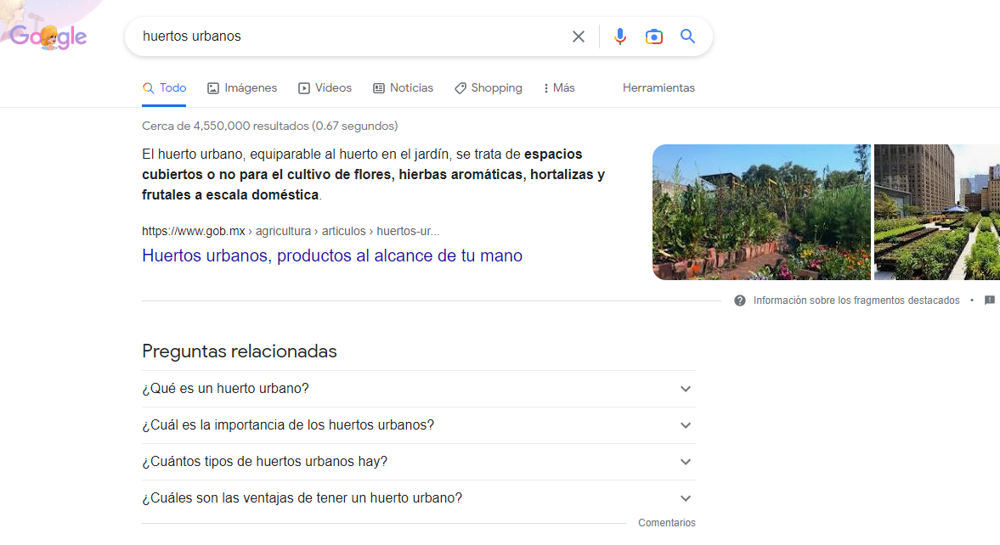 Google
huertos urbanos
Todo
Imágenes
Videos
Noticias
Shopping
Más
Herramientas
Cerca de 4,550,000 resultados (0.67 segundos)
El huerto urbano, equiparable al huerto en el jardín, se trata de espacios
cubiertos o no para el cultivo de flores, hierbas aromáticas, hortalizas y
frutales a escala doméstica.
https://www.gob.mx › agricultura › articulos › huertos-ur...
Huertos urbanos, productos al alcance de tu mano
Información sobre los fragmentos destacados •
Preguntas relacionadas
¿Qué es un huerto urbano?
¿Cuál es la importancia de los huertos urbanos?
¿Cuántos tipos de huertos urbanos hay?
¿Cuáles son las ventajas de tener un huerto urbano?
Comentarios